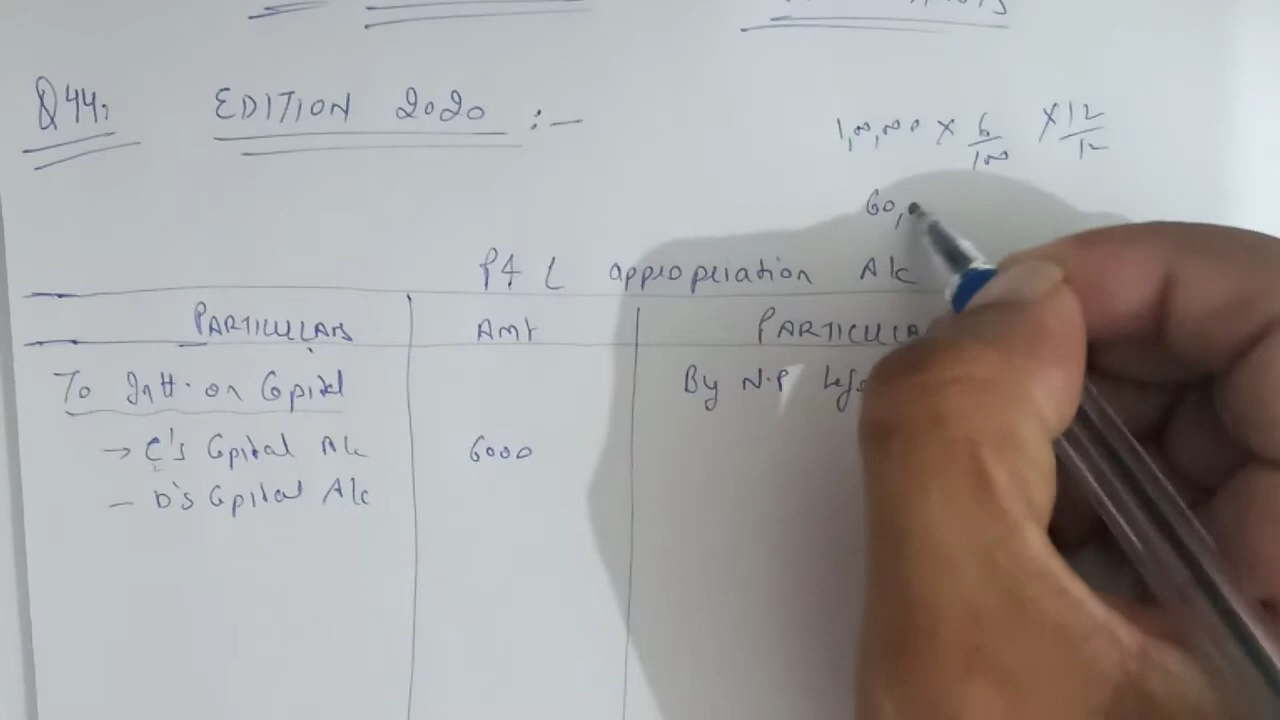 Q44, EDITION 2020 :-
1,00,000 × 6/100 × 12/12
60,
P & L appropriation A/c
PARTICULARS Amt PARTICULA
To Intt. on Capital By N.P
→ C's Capital A/c 6000
- D's Capital A/c